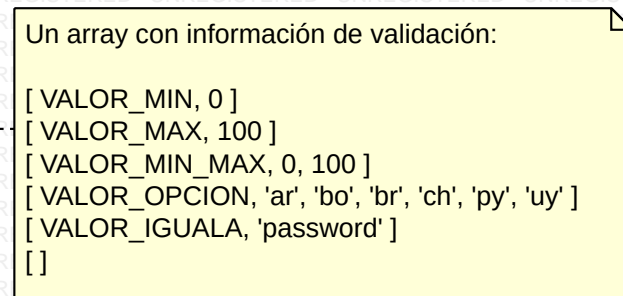 Un array con información de validación:
[ VALOR_MIN, 0 ]
[ VALOR_MAX, 100 ]
[ VALOR_MIN_MAX, 0, 100 ]
[ VALOR_OPCION, 'ar', 'bo', 'br', 'ch', 'py', 'uy' ]
[ VALOR_IGUALA, 'password' ]
[ ]